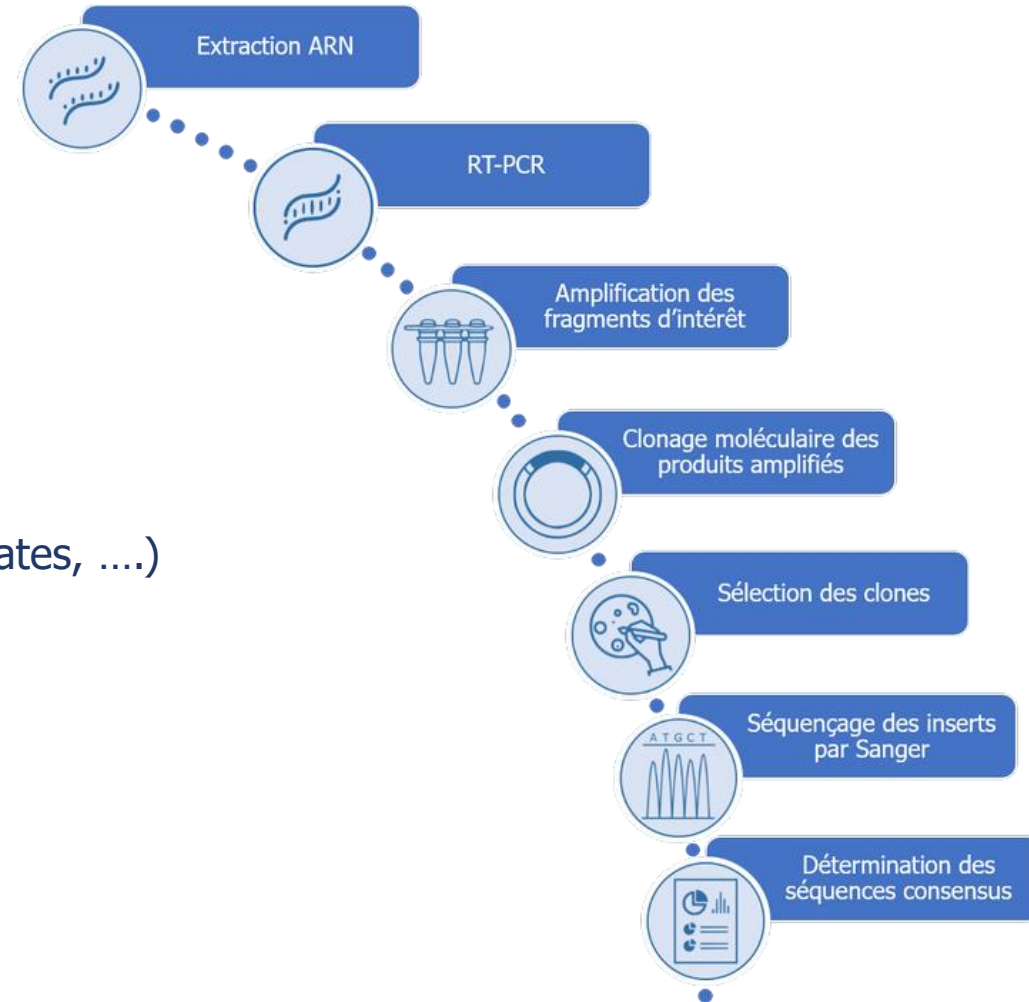 Extraction ARN
RT-PCR
Amplification des
fragments d'intérêt
Clonage moléculaire des
produits amplifiés
ates, ....)
Sélection des clones
Séquençage des inserts
par Sanger
A T G C T
Détermination des
séquences consensus